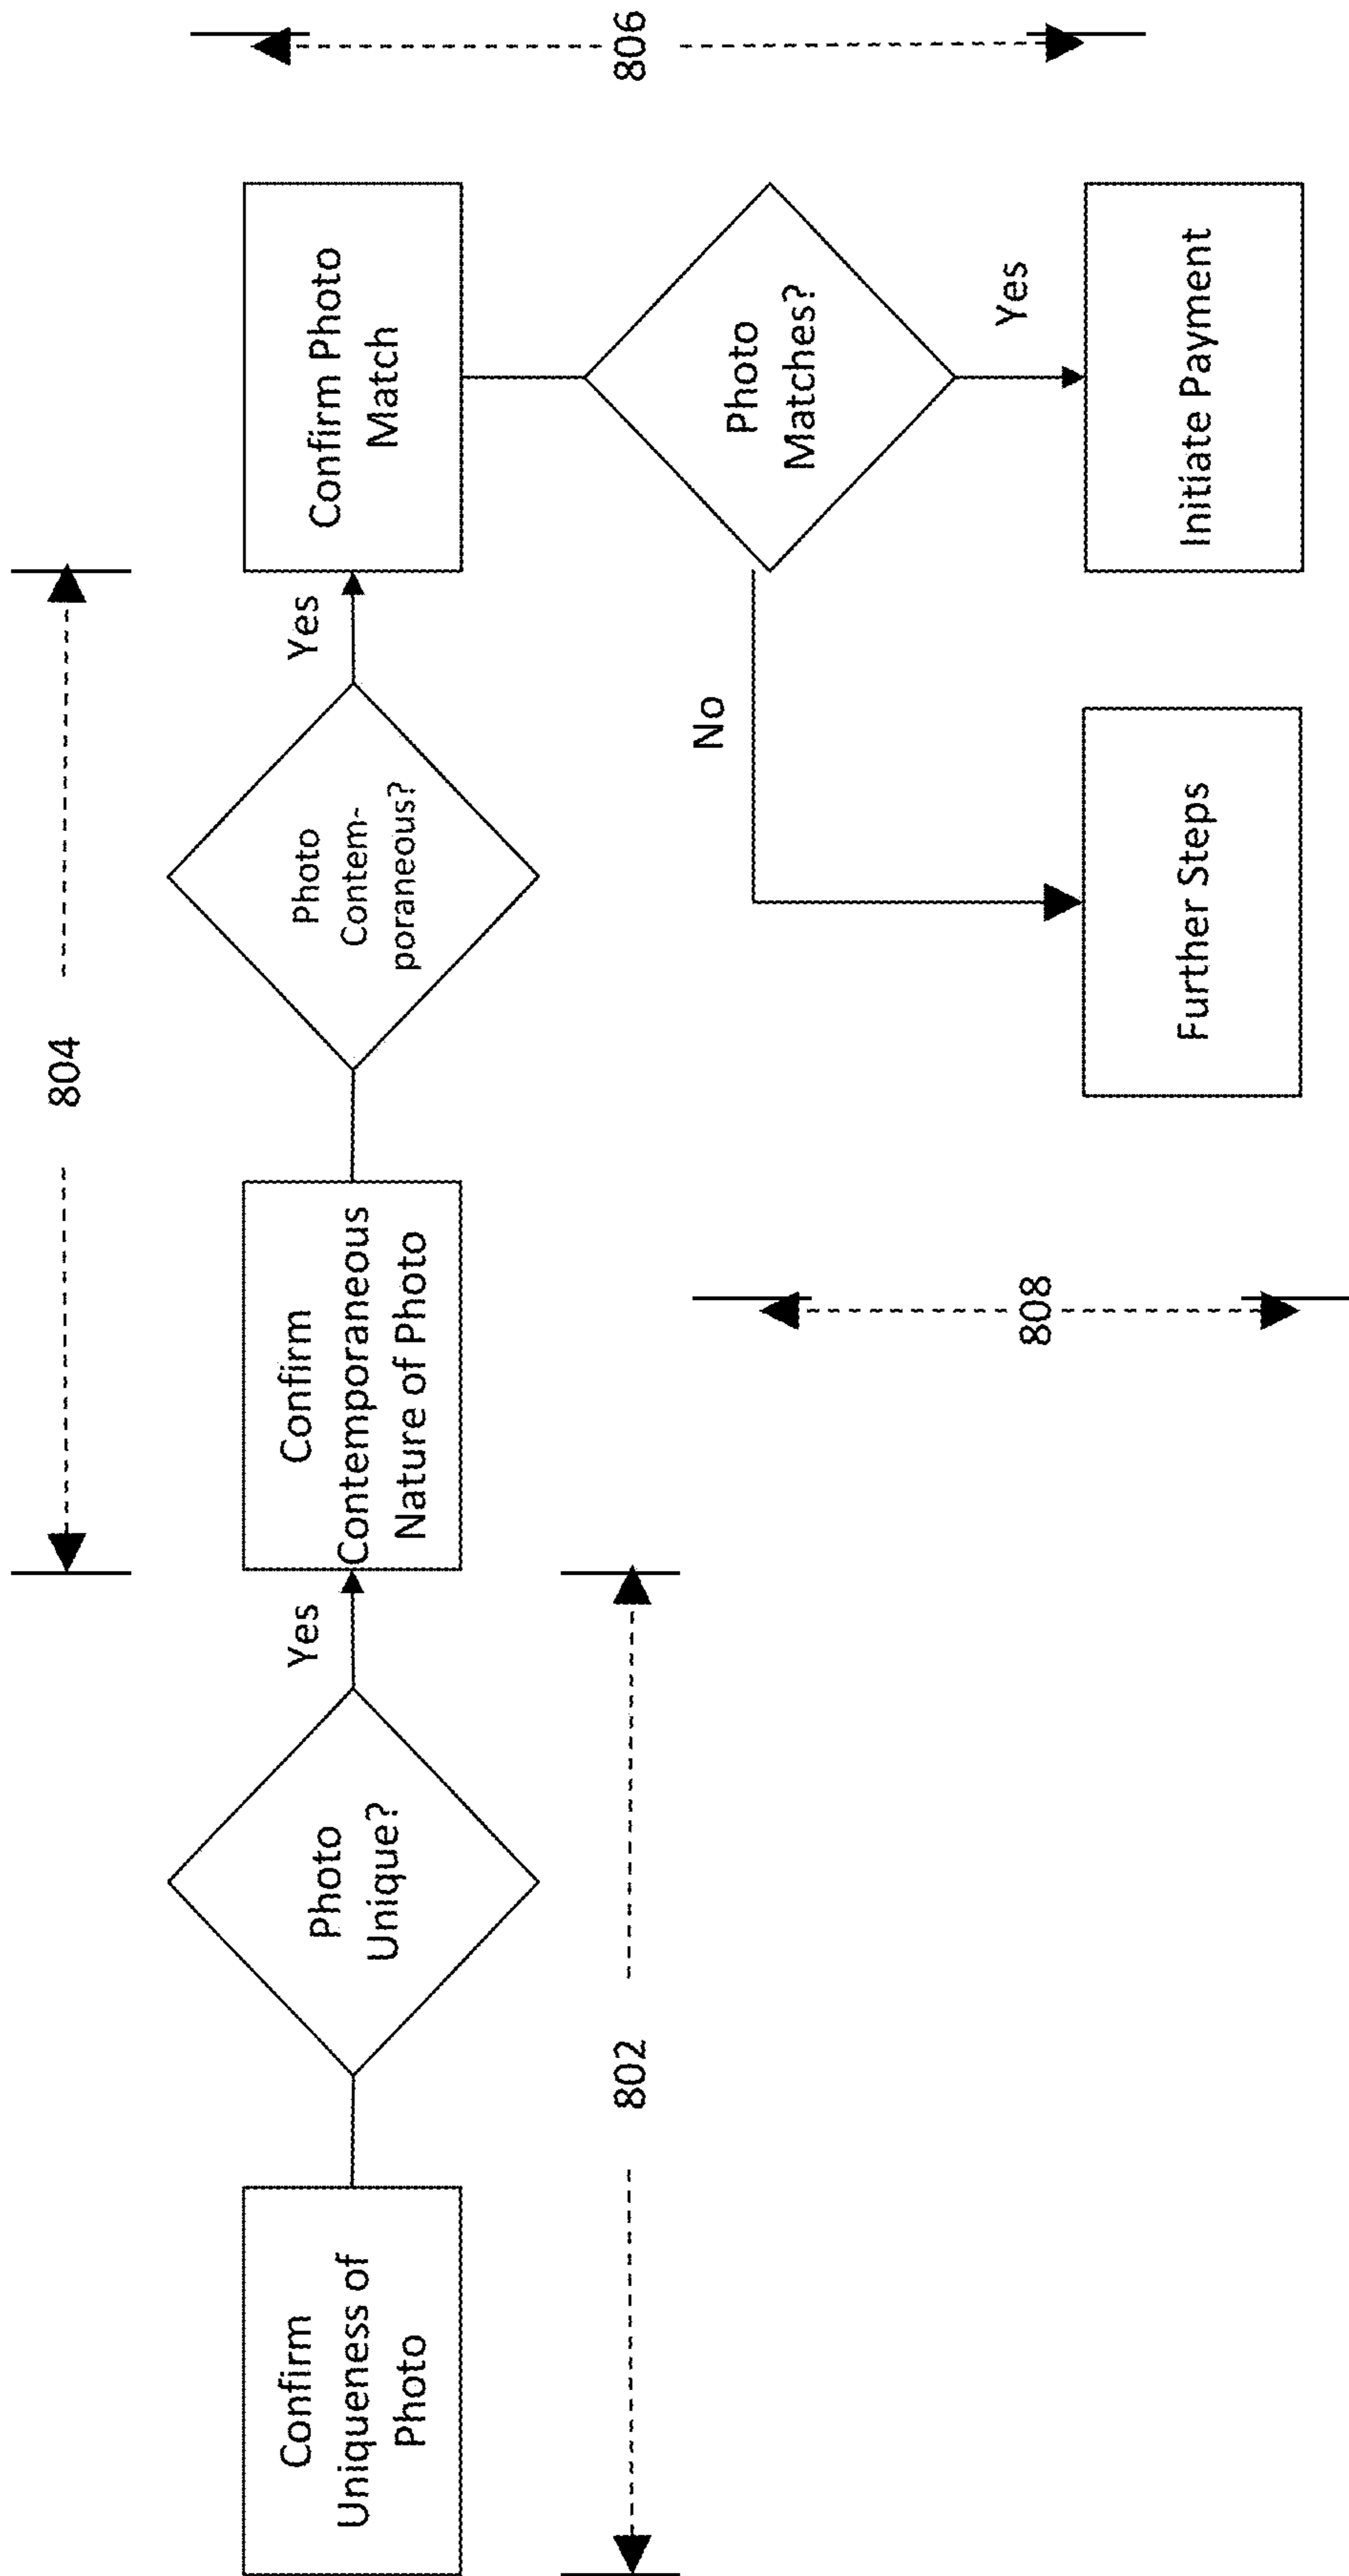 804
Confirm
Uniqueness of
Photo
Photo
Unique?
Yes
Confirm
Contemporaneous
Nature of Photo
Photo
Contem-
poraneous?
Yes
Confirm Photo
Match
802
806
No
Photo
Matches?
Yes
808
Further Steps
Initiate Payment